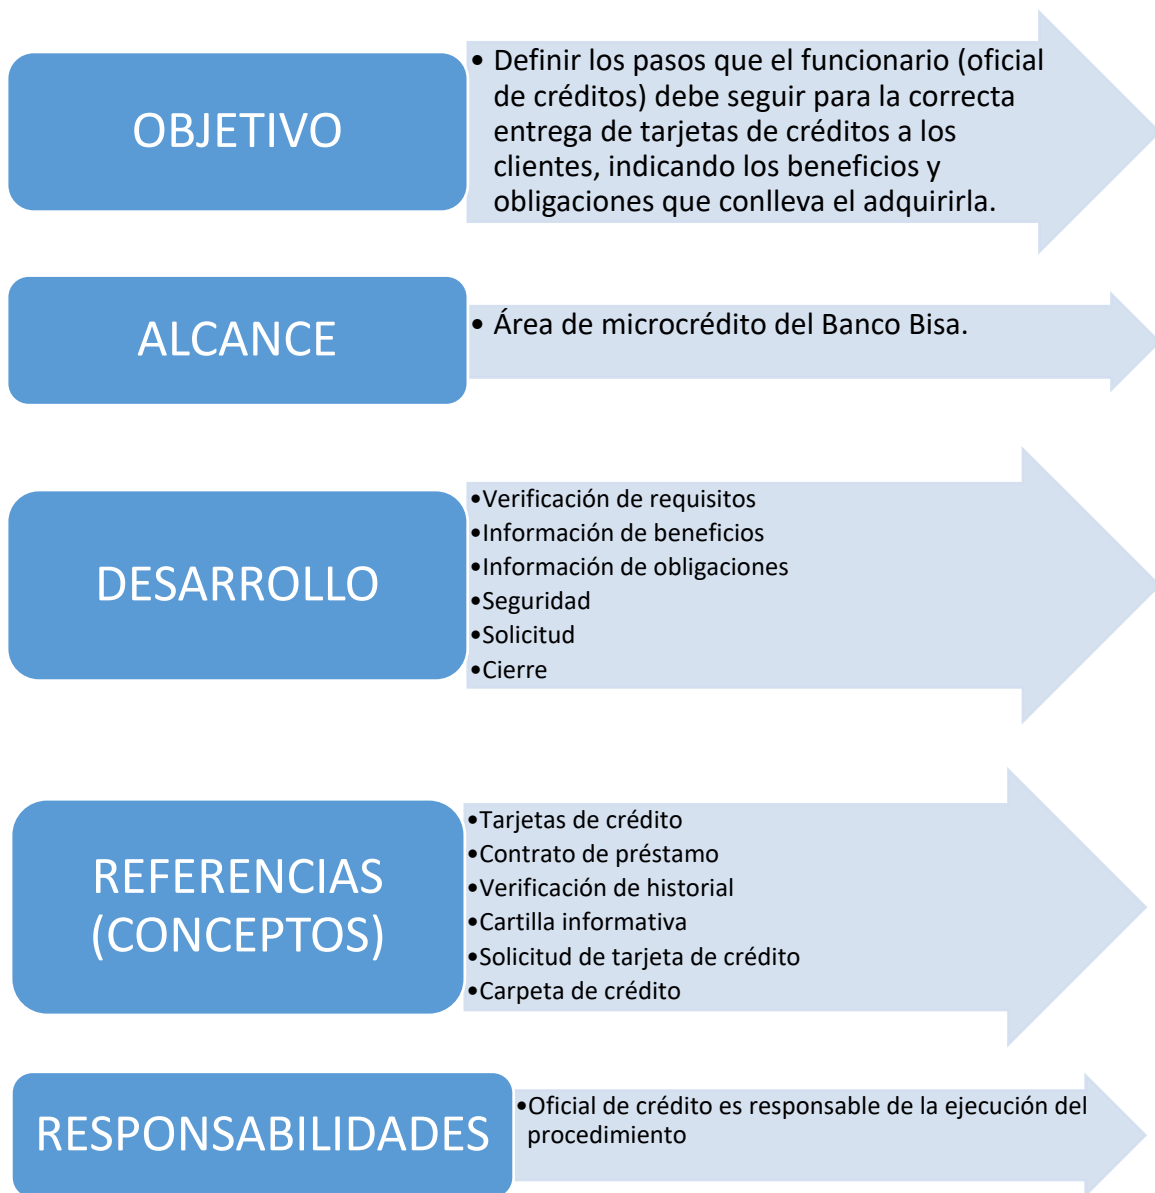 OBJETIVO
• Definir los pasos que el funcionario (oficial
de créditos) debe seguir para la correcta
entrega de tarjetas de créditos a los
clientes, indicando los beneficios y
obligaciones que conlleva el adquirirla.
ALCANCE
• Área de microcrédito del Banco Bisa.
DESARROLLO
•Verificación de requisitos
•Información de beneficios
•Información de obligaciones
•Seguridad
•Solicitud
•Cierre
REFERENCIAS
(CONCEPTOS)
•Tarjetas de crédito
•Contrato de préstamo
•Verificación de historial
•Cartilla informativa
•Solicitud de tarjeta de crédito
•Carpeta de crédito
RESPONSABILIDADES
•Oficial de crédito es responsable de la ejecución del
procedimiento